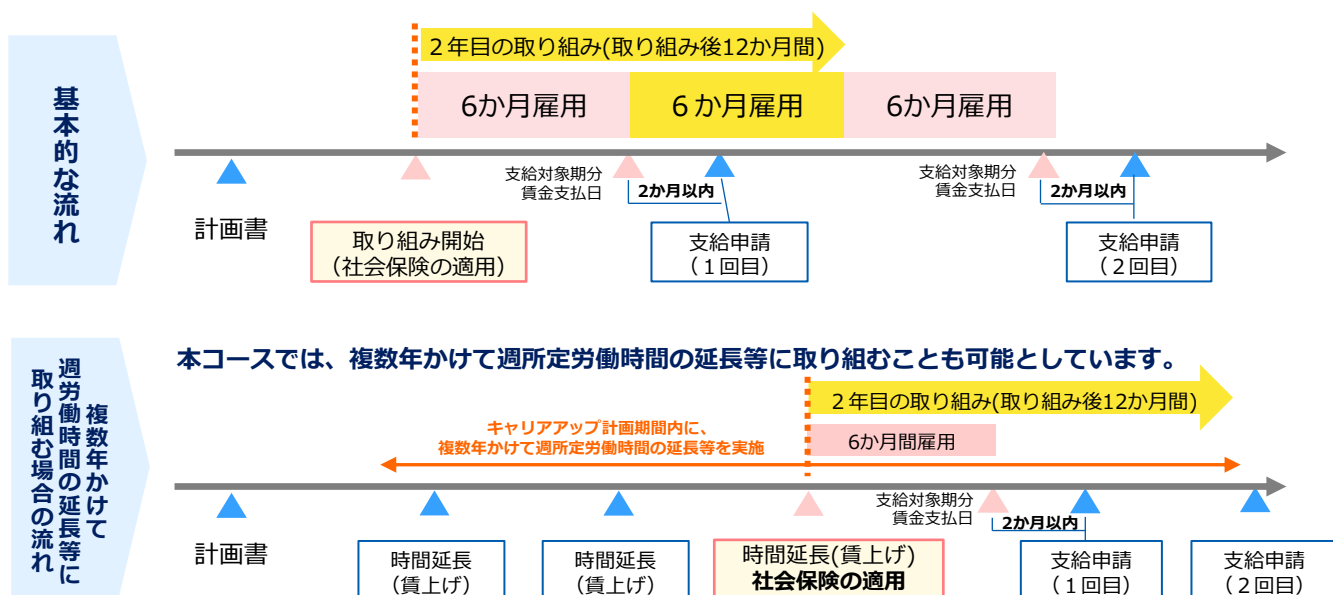 基本的な流れ
２年目の取り組み(取り組み後12か月間)
6か月雇用
６か月雇用
6か月雇用
支給対象期分
賃金支払日
2か月以内
支給対象期分
賃金支払日
2か月以内
計画書
取り組み開始
（社会保険の適用）
支給申請
（１回目）
支給申請
（２回目）
複数年かけて
週労働時間の延長等に
取り組む場合の流れ
本コースでは、複数年かけて週所定労働時間の延長等に取り組むことも可能としています。
２年目の取り組み(取り組み後12か月間)
キャリアアップ計画期間内に、
複数年かけて週所定労働時間の延長等を実施
6か月間雇用
支給対象期分
賃金支払日
2か月以内
計画書
時間延長
（賃上げ）
時間延長
（賃上げ）
時間延長(賃上げ)
社会保険の適用
支給申請
（１回目）
支給申請
（２回目）